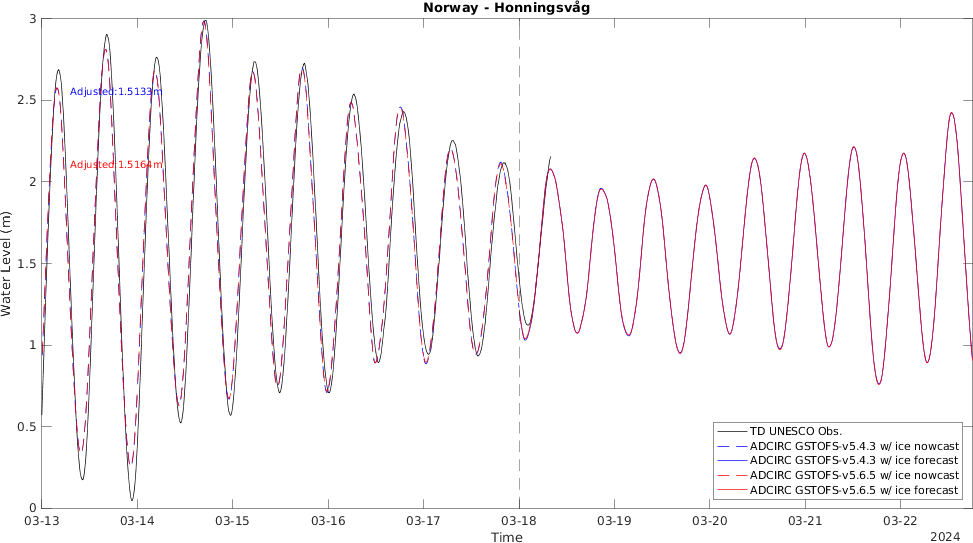 Norway - Honningsvåg
3
2.5
2
1.5
1
0.5
0
Water Level (m)
Adjusted:1.5133m
Adjusted:1.5164m
TD UNESCO Obs.
ADCIRC GSTOFS-v5.4.3 w/ ice nowcast
ADCIRC GSTOFS-v5.4.3 w/ ice forecast
ADCIRC GSTOFS-v5.6.5 w/ ice nowcast
ADCIRC GSTOFS-v5.6.5 w/ ice forecast
03-13 03-14 03-15 03-16 03-17 03-18 03-19 03-20 03-21 03-22
Time
2024